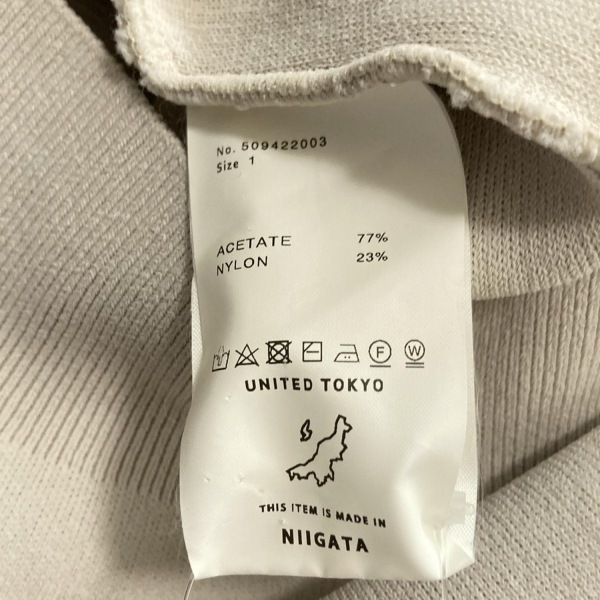 No. 509422003
Size 1
ACETATE 77%
NYLON 23%
F W
UNITED TOKYO
THIS ITEM IS MADE IN
NIIGATA